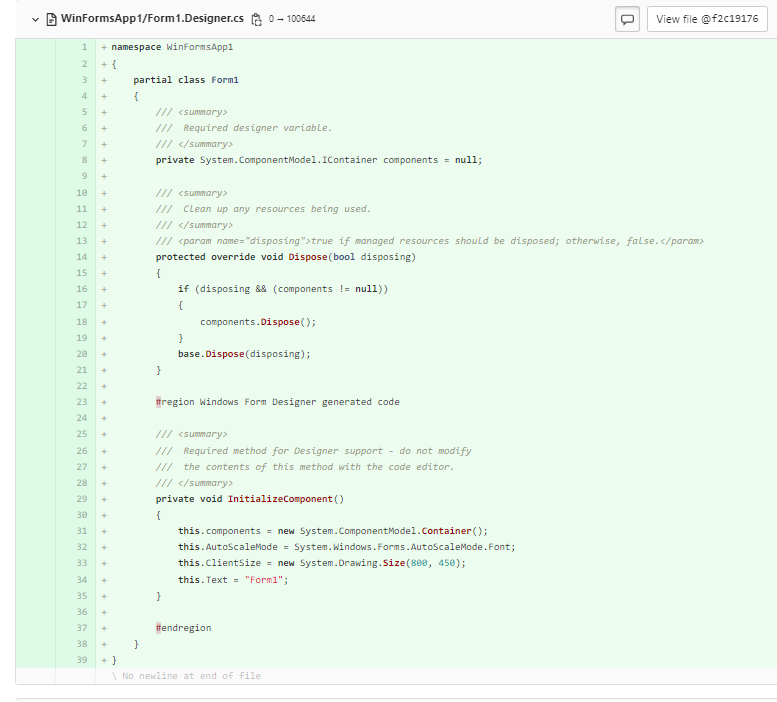 WinFormsApp1/Form1.Designer.cs 0 → 100644 View file @f2c19176
1 + namespace WinFormsApp1
2 + {
3 +     partial class Form1
4 +     {
5 +         /// <summary>
6 +         ///  Required designer variable.
7 +         /// </summary>
8 +         private System.ComponentModel.IContainer components = null;
9 +
10 +         /// <summary>
11 +         ///  Clean up any resources being used.
12 +         /// </summary>
13 +         /// <param name="disposing">true if managed resources should be disposed; otherwise, false.</param>
14 +         protected override void Dispose(bool disposing)
15 +         {
16 +             if (disposing && (components != null))
17 +             {
18 +                 components.Dispose();
19 +             }
20 +             base.Dispose(disposing);
21 +         }
22 +
23 +         #region Windows Form Designer generated code
24 +
25 +         /// <summary>
26 +         ///  Required method for Designer support - do not modify
27 +         ///  the contents of this method with the code editor.
28 +         /// </summary>
29 +         private void InitializeComponent()
30 +         {
31 +             this.components = new System.ComponentModel.Container();
32 +             this.AutoScaleMode = System.Windows.Forms.AutoScaleMode.Font;
33 +             this.ClientSize = new System.Drawing.Size(800, 450);
34 +             this.Text = "Form1";
35 +         }
36 +
37 +         #endregion
38 +     }
39 + }
\ No newline at end of file